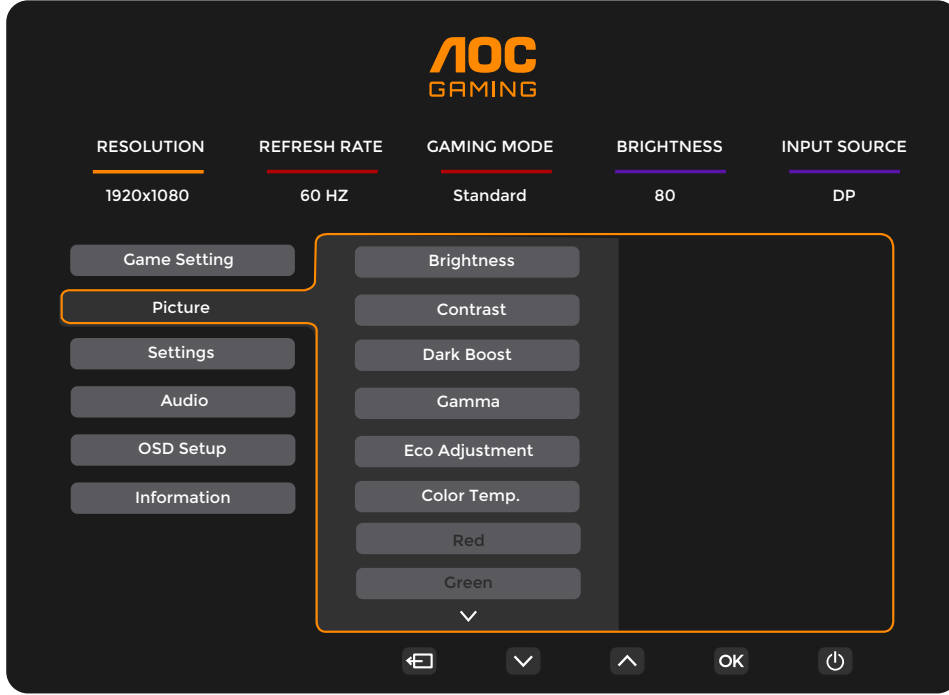 AOC
GAMING
RESOLUTION REFRESH RATE GAMING MODE BRIGHTNESS INPUT SOURCE
1920x1080 60 HZ Standard 80 DP
Game Setting
Picture
Settings
Audio
OSD Setup
Information
Brightness
Contrast
Dark Boost
Gamma
Eco Adjustment
Color Temp.
Red
Green
OK